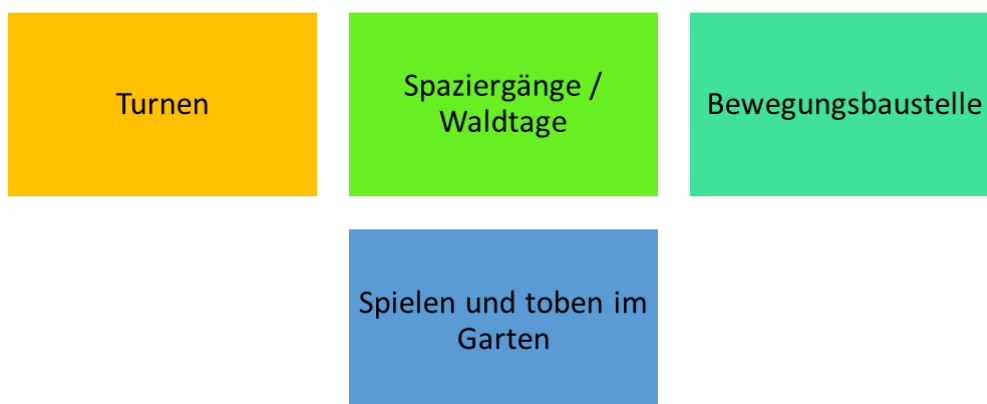 Turnen
Spaziergänge /
Waldtage
Bewegungsbaustelle
Spielen und toben im
Garten